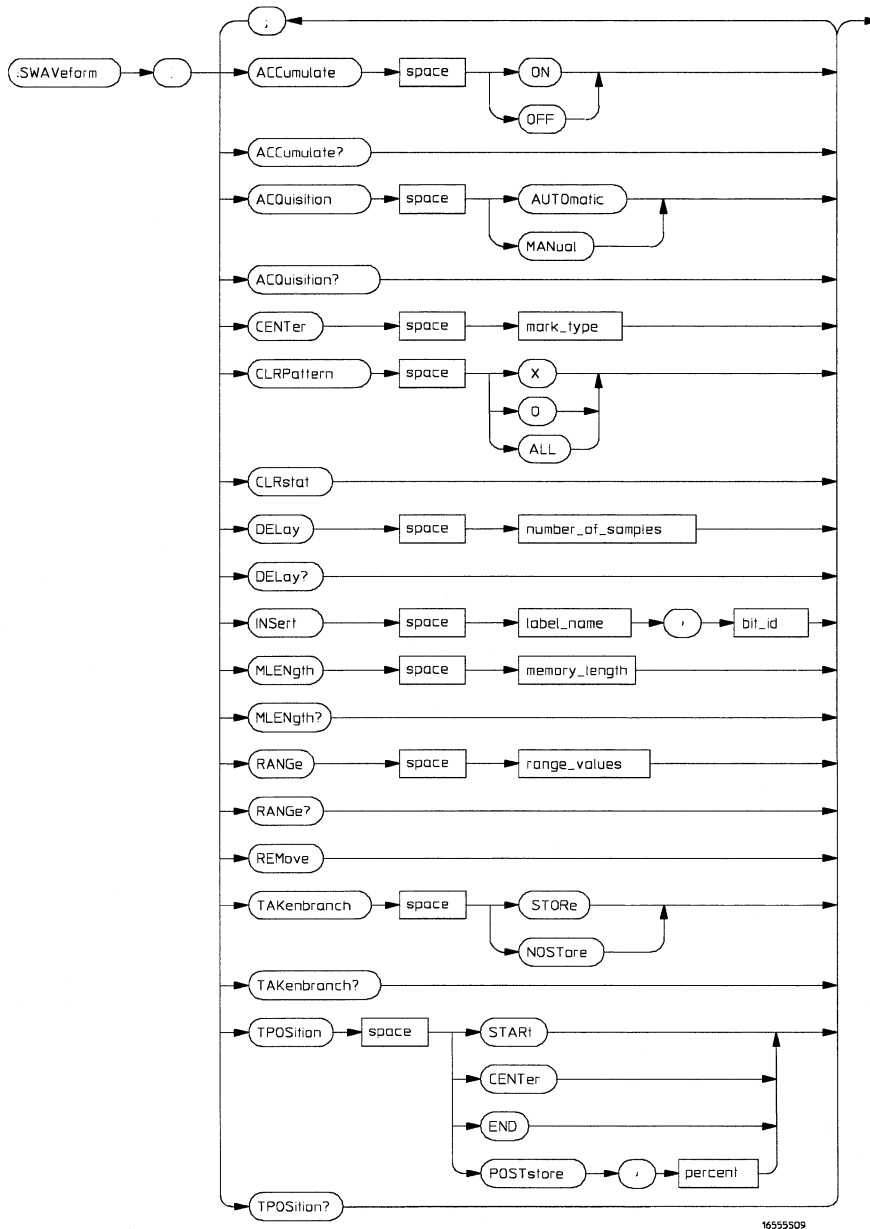 ;
:SWAVeform :
ACCumulate space ON
OFF
ACCumulate?
ACQuisition space AUTOmatic
MANual
ACQuisition?
CENTer space mark_type
CLRPattern space X
O
ALL
CLRstat
DELay space number_of_samples
DELay?
INSert space label_name , bit_id
MLENgth space memory_length
MLENgth?
RANGe space range_values
RANGe?
REMove
TAKenbranch space STORe
NOSTore
TAKenbranch?
TPOSition space STARt
CENTer
END
POSTstore , percent
TPOSition?
16555S09